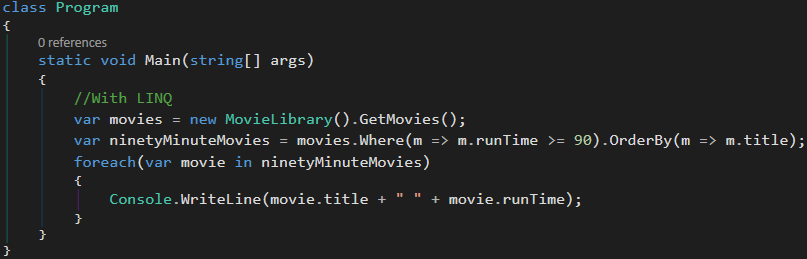 class Program
{
0 references
static void Main(string[] args)
{
//With LINQ
var movies = new MovieLibrary().GetMovies();
var ninetyMinuteMovies = movies.Where(m => m.runTime >= 90).OrderBy(m => m.title);
foreach(var movie in ninetyMinuteMovies)
{
Console.WriteLine(movie.title + " " + movie.runTime);
}
}
}